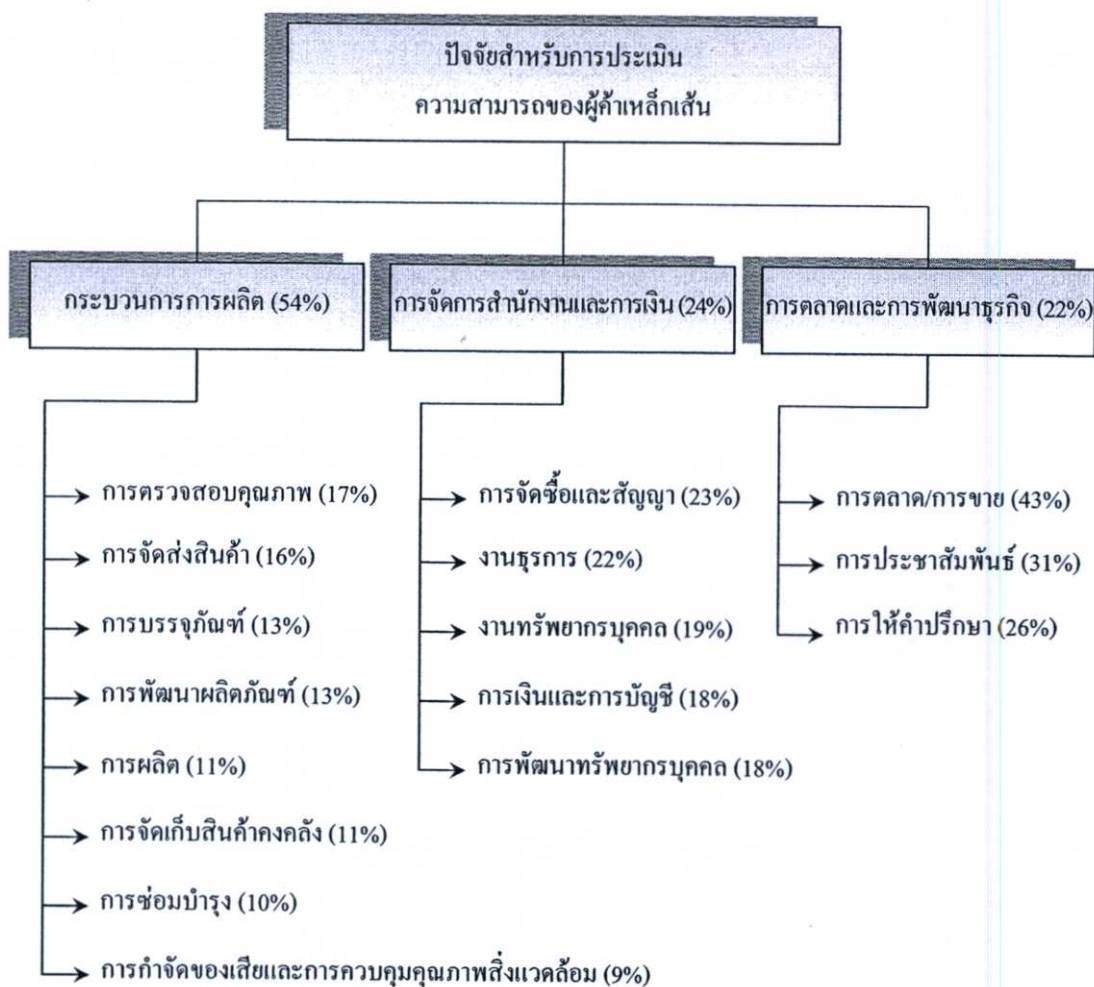 ปัจจัยสำหรับการประเมิน
ความสามารถของผู้ค้าเหล็กเส้น
กระบวนการการผลิต (54%)
การตรวจสอบคุณภาพ (17%)
การจัดส่งสินค้า (16%)
การบรรจุภัณฑ์ (13%)
การพัฒนาผลิตภัณฑ์ (13%)
การผลิต (11%)
การจัดเก็บสินค้าคงคลัง (11%)
การซ่อมบำรุง (10%)
การกำจัดของเสียและการควบคุมคุณภาพสิ่งแวดล้อม (9%)
การจัดการสำนักงานและการเงิน (24%)
การจัดซื้อและสัญญา (23%)
งานธุรการ (22%)
งานทรัพยากรบุคคล (19%)
การเงินและการบัญชี (18%)
การพัฒนาทรัพยากรบุคคล (18%)
การตลาดและการพัฒนาธุรกิจ (22%)
การตลาด/การขาย (43%)
การประชาสัมพันธ์ (31%)
การให้คำปรึกษา (26%)